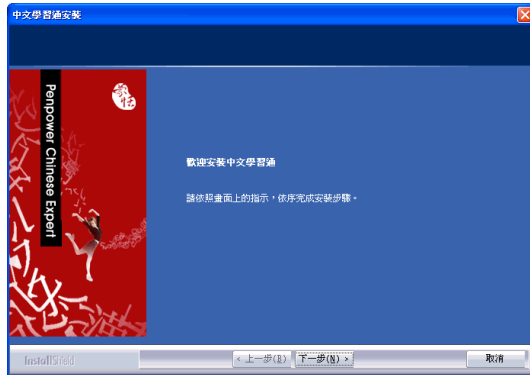 中文學習通安裝
Penpower Chinese Expert
蒙恬
歡迎安裝中文學習通
請依照畫面上的指示，依序完成安裝步驟。
InstallShield
< 上一步(B)
下一步(N) >
取消